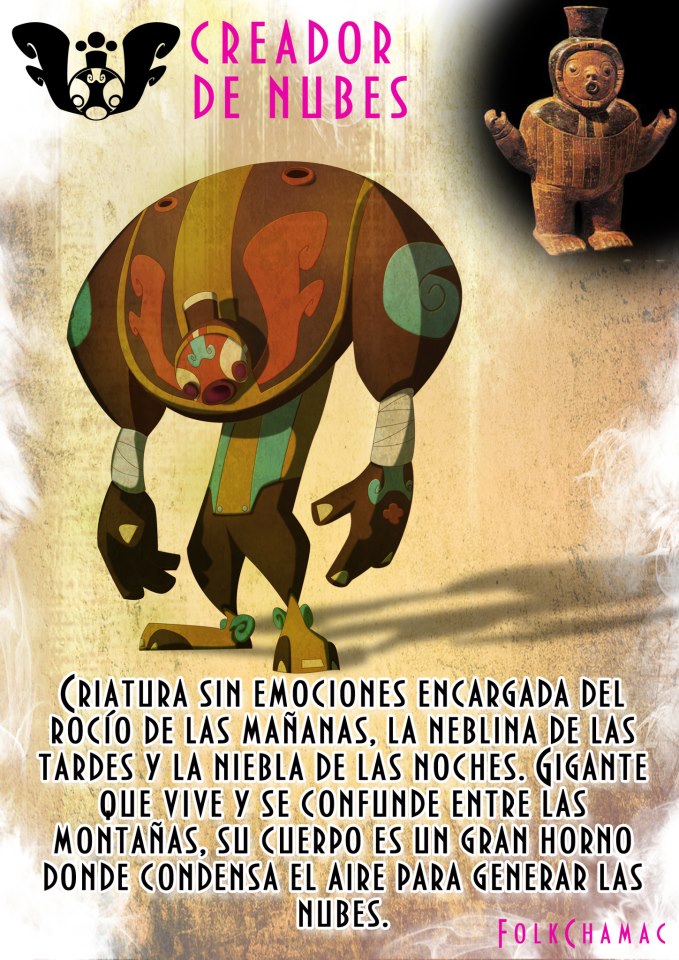 CREADOR
DE NUBES
CRIATURA SIN EMOCIONES ENCARGADA DEL
ROCÍO DE LAS MAÑANAS, LA NEBLINA DE LAS
TARDES Y LA NIEBLA DE LAS NOCHES. GIGANTE
QUE VIVE Y SE CONFUNDE ENTRE LAS
MONTAÑAS, SU CUERPO ES UN GRAN HORNO
DONDE CONDENSA EL AIRE PARA GENERAR LAS
NUBES.
FOLKCHAMAC